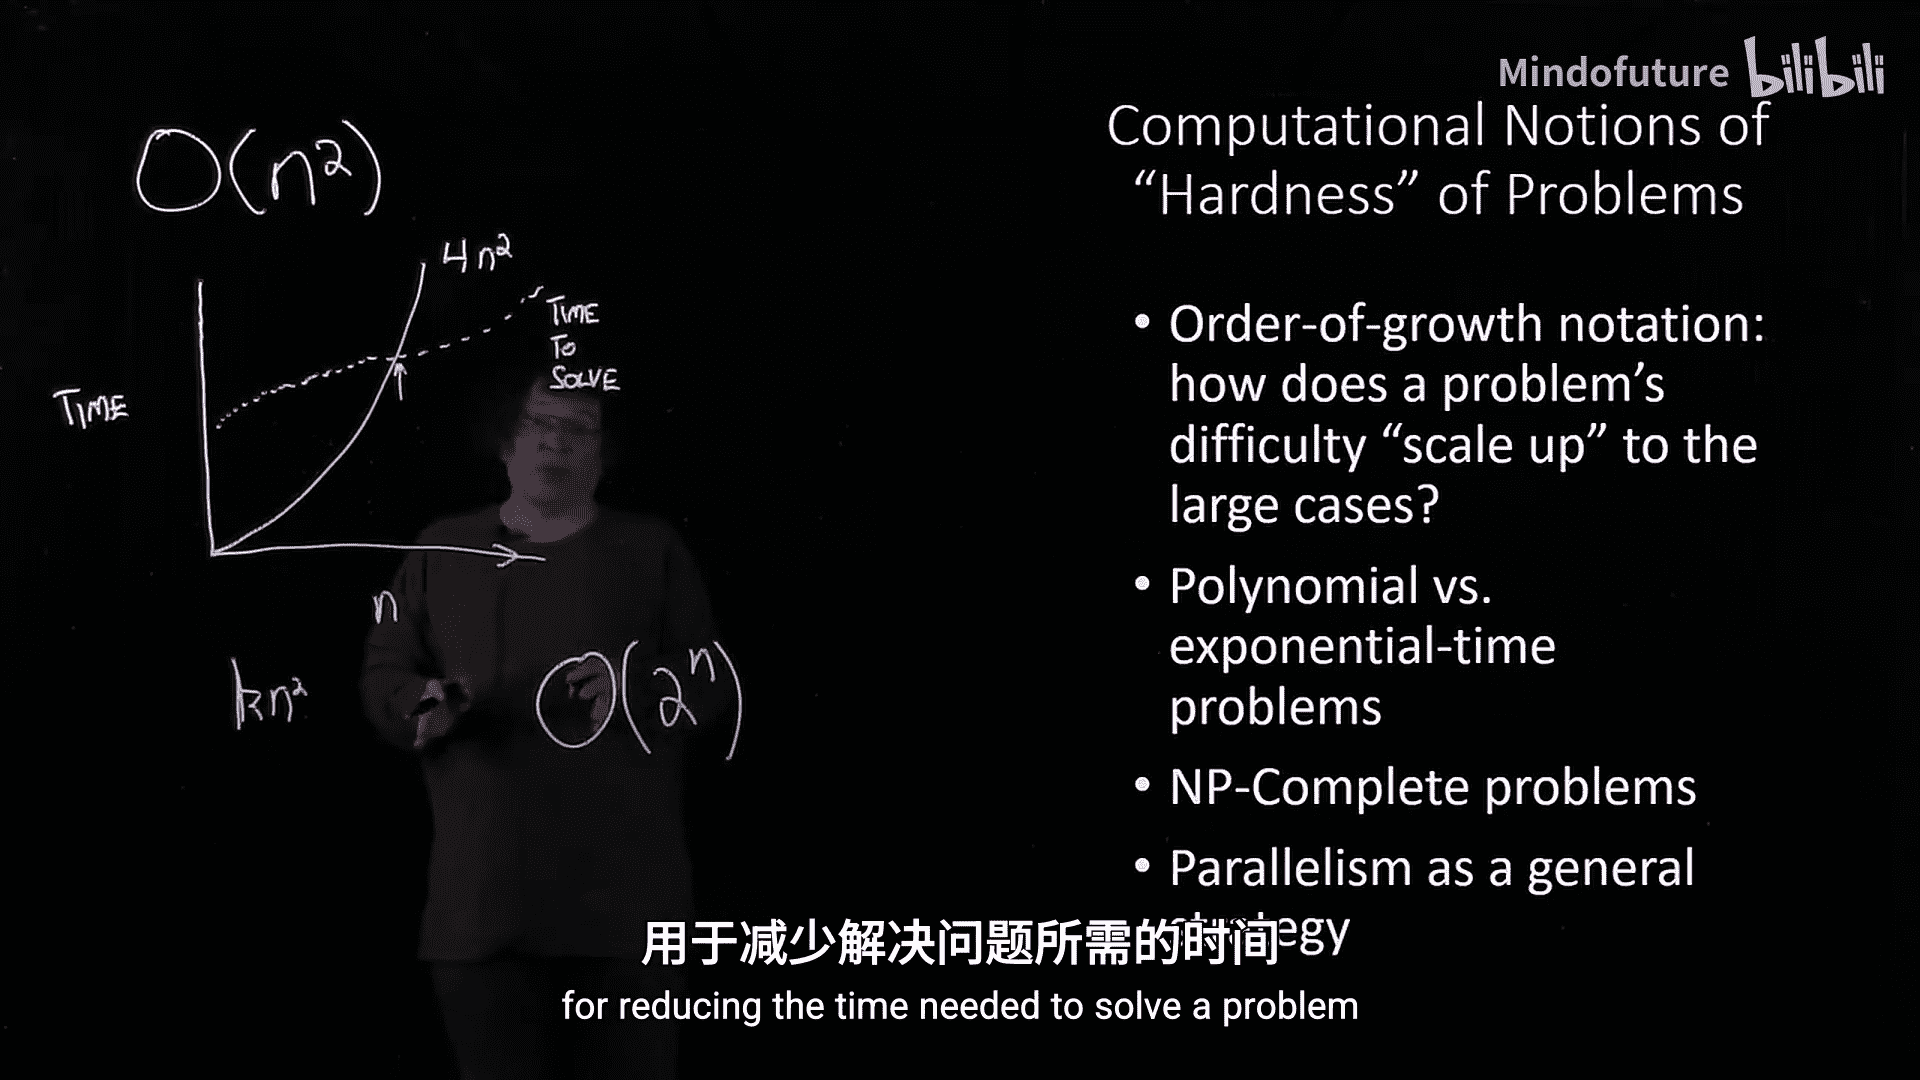 Mindofuture bilibili
Computational Notions of
“Hardness” of Problems
O(n²)
4n²
TIME
TO
SOLVE
TIME
n
kn²
O(2ⁿ)
• Order-of-growth notation:
how does a problem’s
difficulty “scale up” to the
large cases?
• Polynomial vs.
exponential-time
problems
• NP-Complete problems
• Parallelism as a general
strategy
用于减少解决问题所需的时间
for reducing the time needed to solve a problem